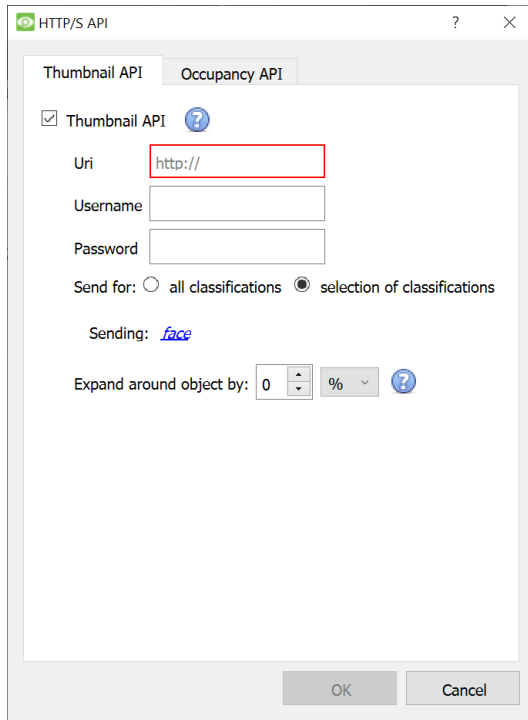 HTTP/S API ?
Thumbnail API Occupancy API
Thumbnail API ?
Uri http://
Username
Password
Send for: all classifications selection of classifications
Sending: face
Expand around object by: 0 % ?
OK Cancel